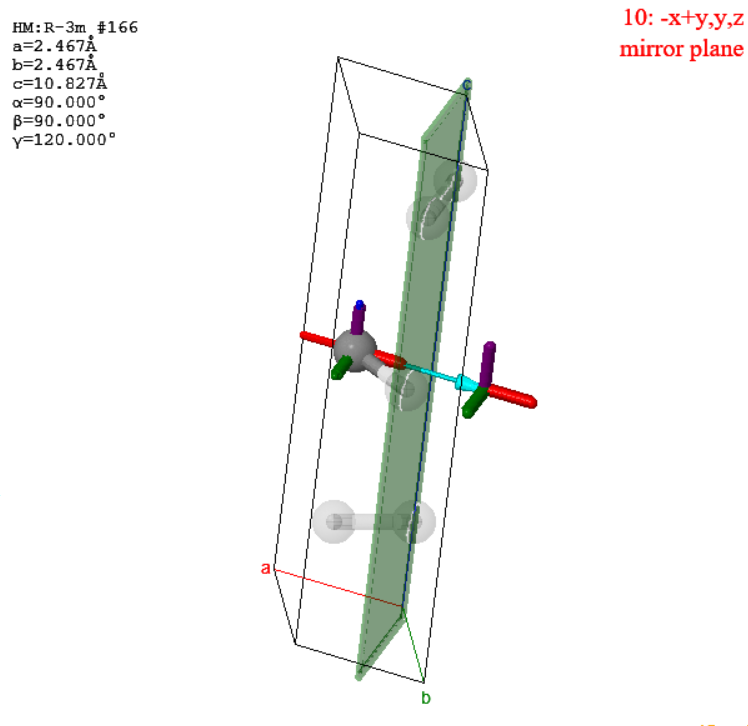 HM:R-3m #166
a=2.467Å
b=2.467Å
c=10.827Å
α=90.000°
β=90.000°
γ=120.000°
10: -x+y,y,z
mirror plane
c
a
b